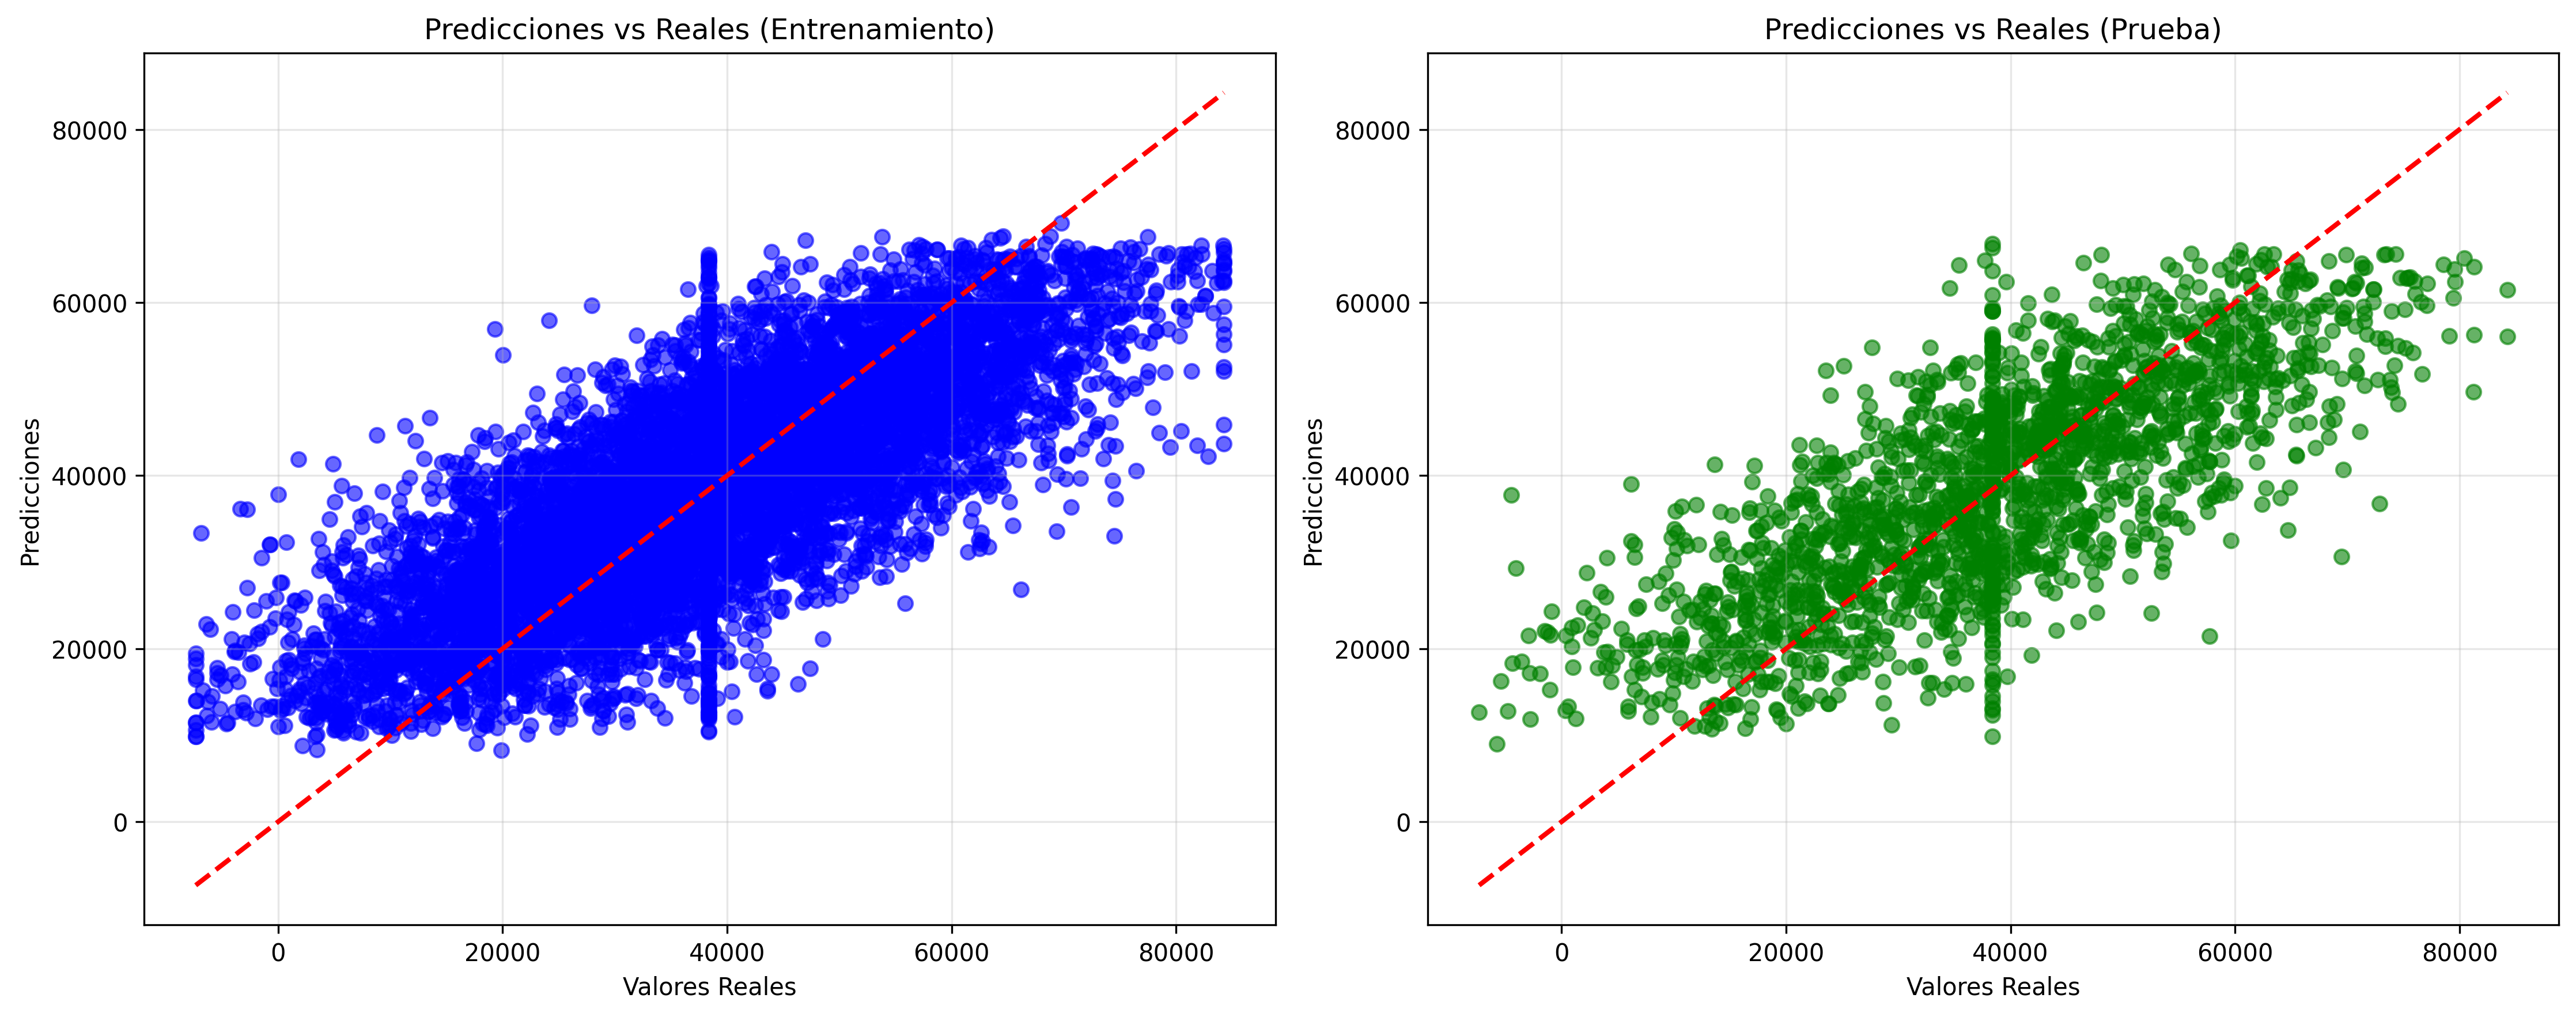 Predicciones vs Reales (Entrenamiento)
Predicciones
80000
60000
40000
20000
0
0 20000 40000 60000 80000
Valores Reales
Predicciones vs Reales (Prueba)
Predicciones
80000
60000
40000
20000
0
0 20000 40000 60000 80000
Valores Reales